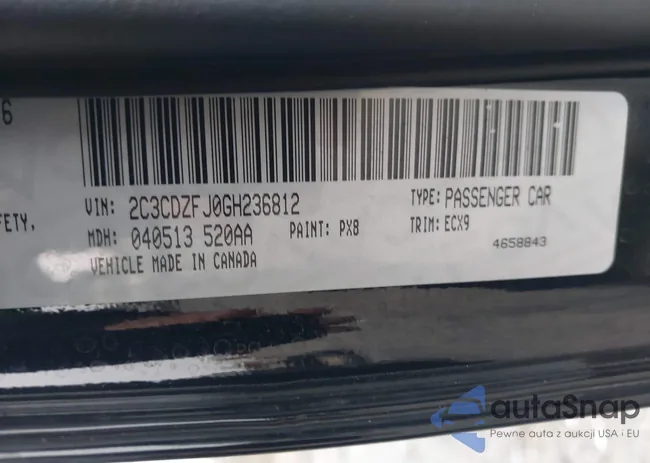 6
FETY,
VIN: 2C3CDZFJ0GH236812
TYPE: PASSENGER CAR
MDH: 040513 520AA
PAINT: PX8
TRIM: ECX9
VEHICLE MADE IN CANADA
4658843
autoSnap
Pewne auta z aukcji USA i EU